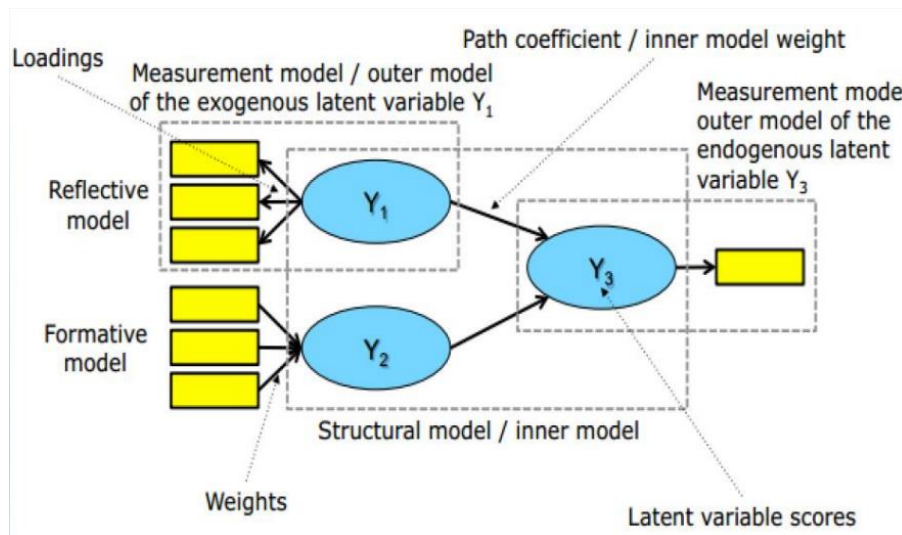 Path coefficient / inner model weight
Loadings
Measurement model / outer model
of the exogenous latent variable Y1
Measurement mode
outer model of the
endogenous latent
variable Y3
Reflective
model
Y1
Y3
Formative
model
Y2
Structural model / inner model
Weights
Latent variable scores